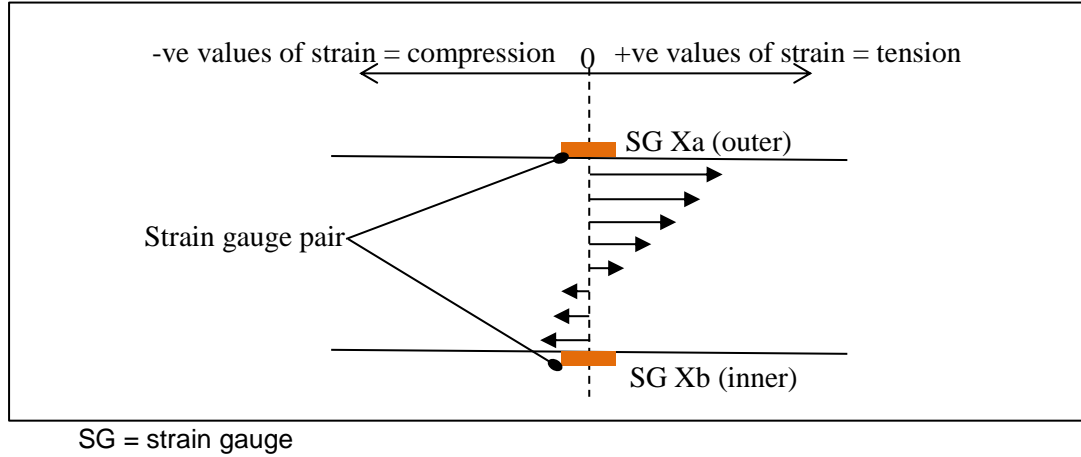 -ve values of strain = compression 0 +ve values of strain = tension
SG Xa (outer)
Strain gauge pair
SG Xb (inner)
SG = strain gauge